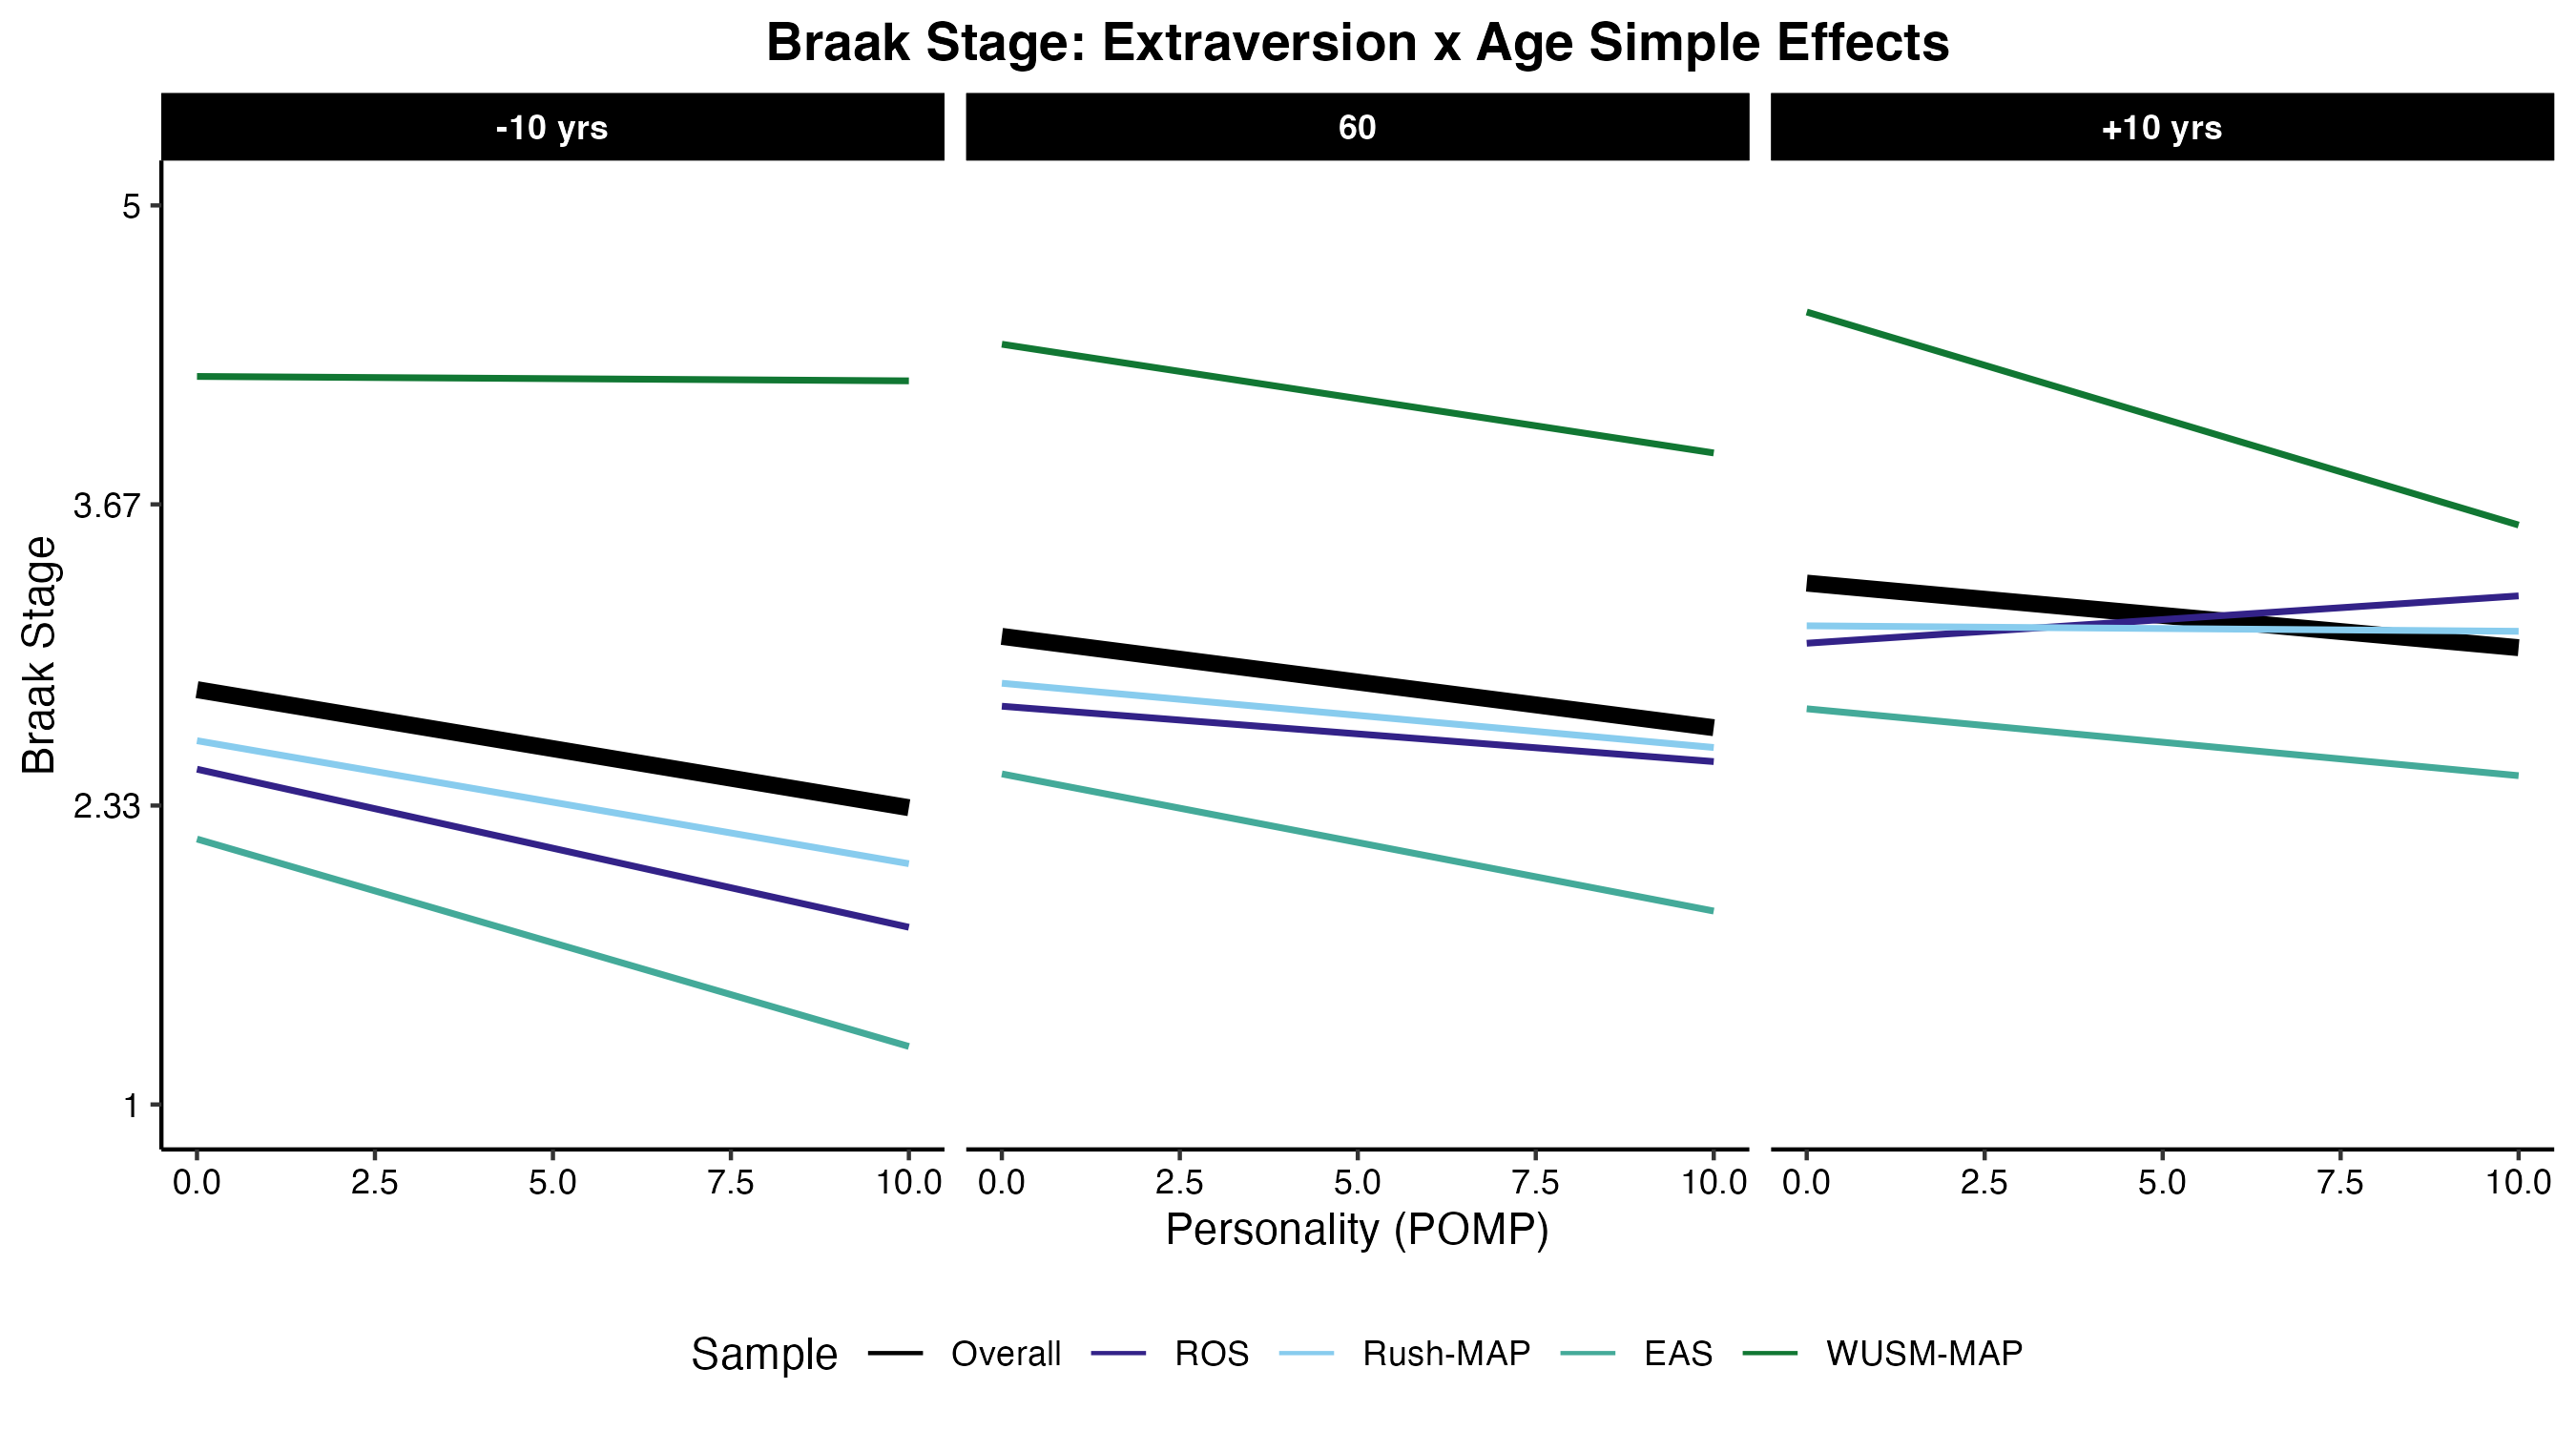 Braak Stage: Extraversion x Age Simple Effects
-10 yrs 60 +10 yrs
5
3.67
2.33
1
Braak Stage
0.0 2.5 5.0 7.5 10.0 0.0 2.5 5.0 7.5 10.0 0.0 2.5 5.0 7.5 10.0
Personality (POMP)
Sample Overall ROS Rush-MAP EAS WUSM-MAP